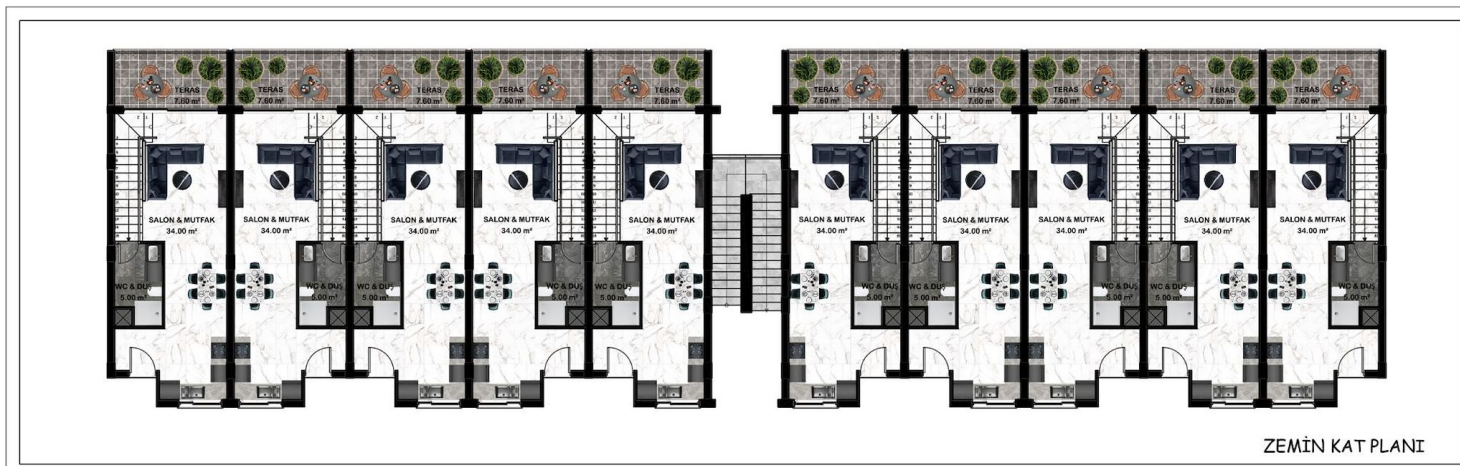 TERAS
7.60 m²
TERAS
7.60 m²
TERAS
7.60 m²
TERAS
7.60 m²
TERAS
7.60 m²
TERAS
7.60 m²
TERAS
7.60 m²
TERAS
7.60 m²
TERAS
7.60 m²
TERAS
7.60 m²
SALON & MUTFAK
34.00 m²
SALON & MUTFAK
34.00 m²
SALON & MUTFAK
34.00 m²
SALON & MUTFAK
34.00 m²
SALON & MUTFAK
34.00 m²
SALON & MUTFAK
34.00 m²
SALON & MUTFAK
34.00 m²
SALON & MUTFAK
34.00 m²
SALON & MUTFAK
34.00 m²
SALON & MUTFAK
34.00 m²
WC & DUŞ
5.00 m²
WC & DUŞ
5.00 m²
WC & DUŞ
5.00 m²
WC & DUŞ
5.00 m²
WC & DUŞ
5.00 m²
WC & DUŞ
5.00 m²
WC & DUŞ
5.00 m²
WC & DUŞ
5.00 m²
WC & DUŞ
5.00 m²
WC & DUŞ
5.00 m²
ZEMİN KAT PLANI